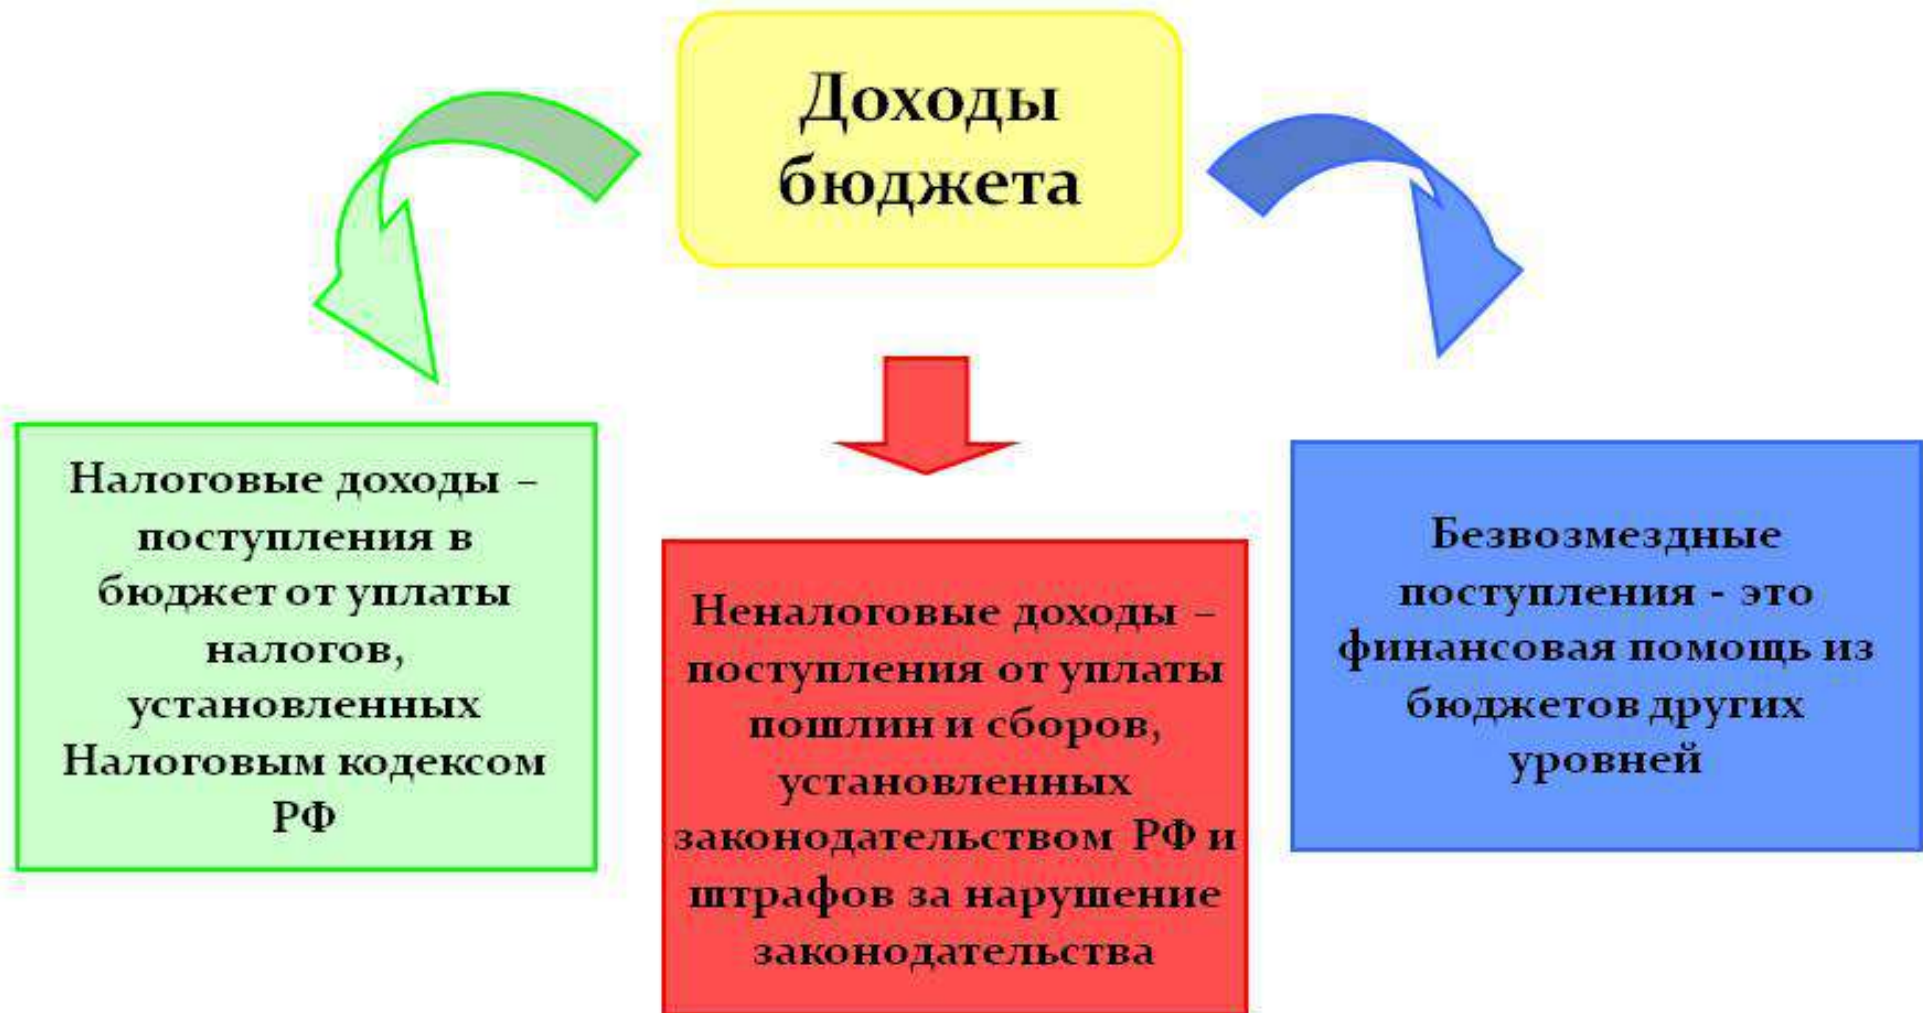 Доходы
бюджета
Налоговые доходы –
поступления в
бюджет от уплаты
налогов,
установленных
Налоговым кодексом
РФ
Неналоговые доходы –
поступления от уплаты
пошлин и сборов,
установленных
законодательством РФ и
штрафов за нарушение
законодательства
Безвозмездные
поступления - это
финансовая помощь из
бюджетов других
уровней